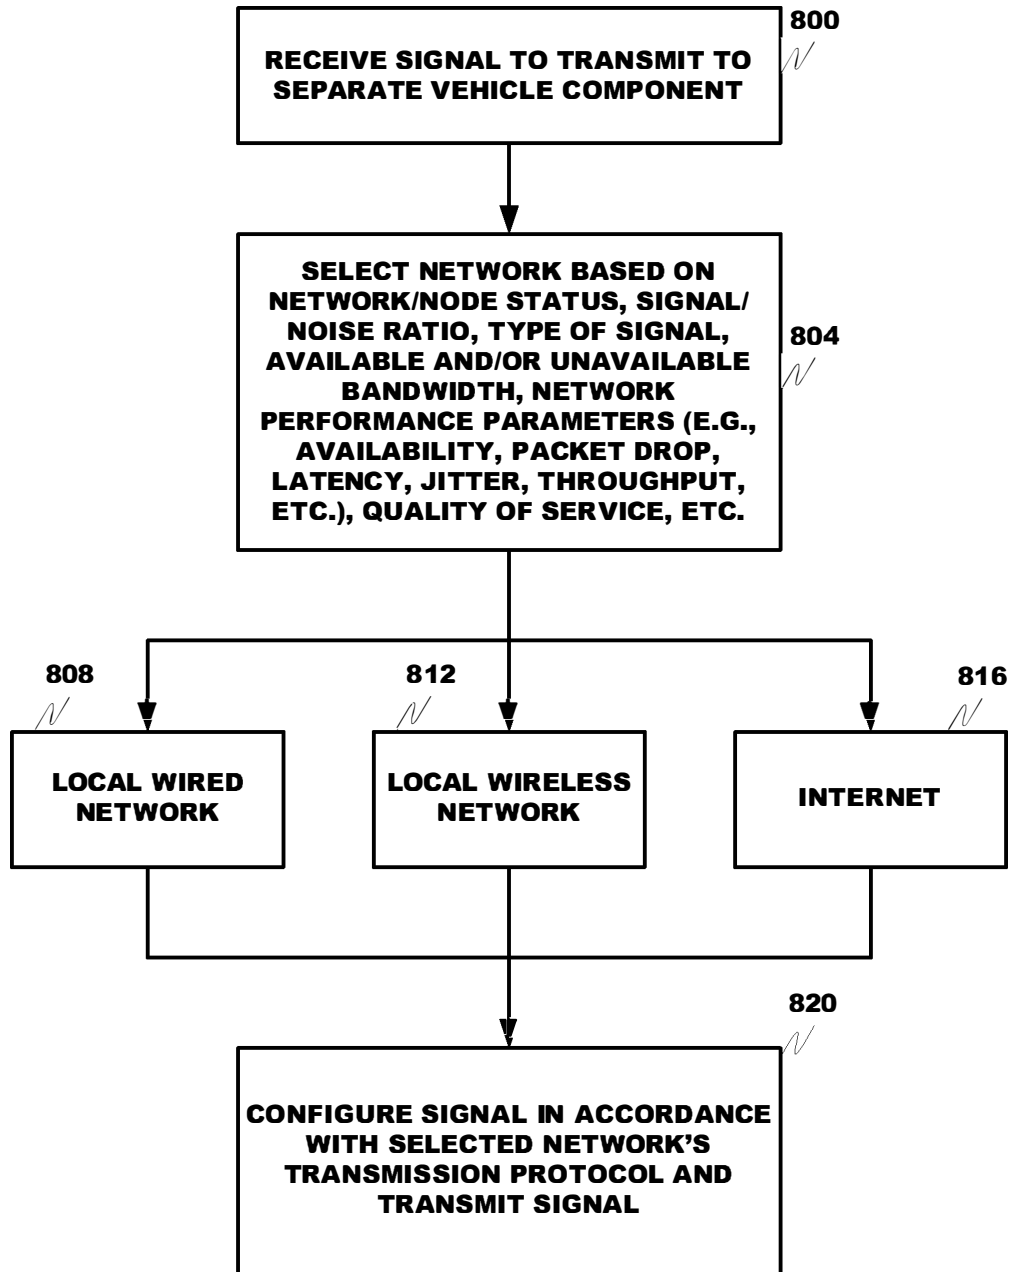 800
RECEIVE SIGNAL TO TRANSMIT TO
SEPARATE VEHICLE COMPONENT
804
SELECT NETWORK BASED ON
NETWORK/NODE STATUS, SIGNAL/
NOISE RATIO, TYPE OF SIGNAL,
AVAILABLE AND/OR UNAVAILABLE
BANDWIDTH, NETWORK
PERFORMANCE PARAMETERS (E.G.,
AVAILABILITY, PACKET DROP,
LATENCY, JITTER, THROUGHPUT,
ETC.), QUALITY OF SERVICE, ETC.
808
LOCAL WIRED
NETWORK
812
LOCAL WIRELESS
NETWORK
816
INTERNET
820
CONFIGURE SIGNAL IN ACCORDANCE
WITH SELECTED NETWORK'S
TRANSMISSION PROTOCOL AND
TRANSMIT SIGNAL